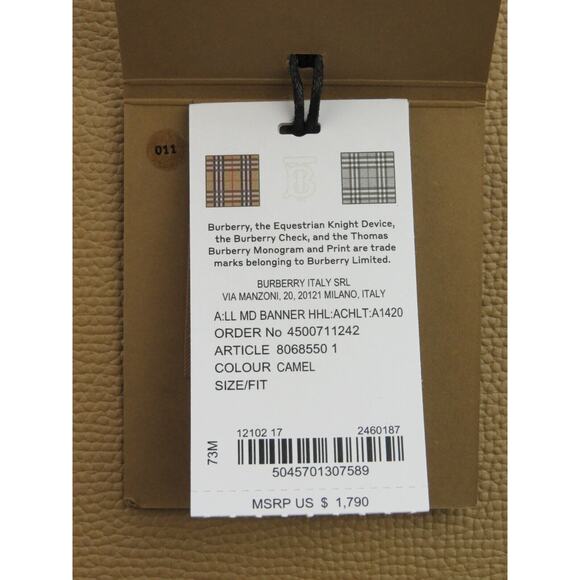 011
Burberry, the Equestrian Knight Device,
the Burberry Check, and the Thomas
Burberry Monogram and Print are trade
marks belonging to Burberry Limited.
BURBERRY ITALY SRL
VIA MANZONI, 20, 20121 MILANO, ITALY
A:LL MD BANNER HHL:ACHLT:A1420
ORDER No 4500711242
ARTICLE 8068550 1
COLOUR CAMEL
SIZE/FIT
73M
12102 17 2460187
5045701307589
MSRP US $ 1,790